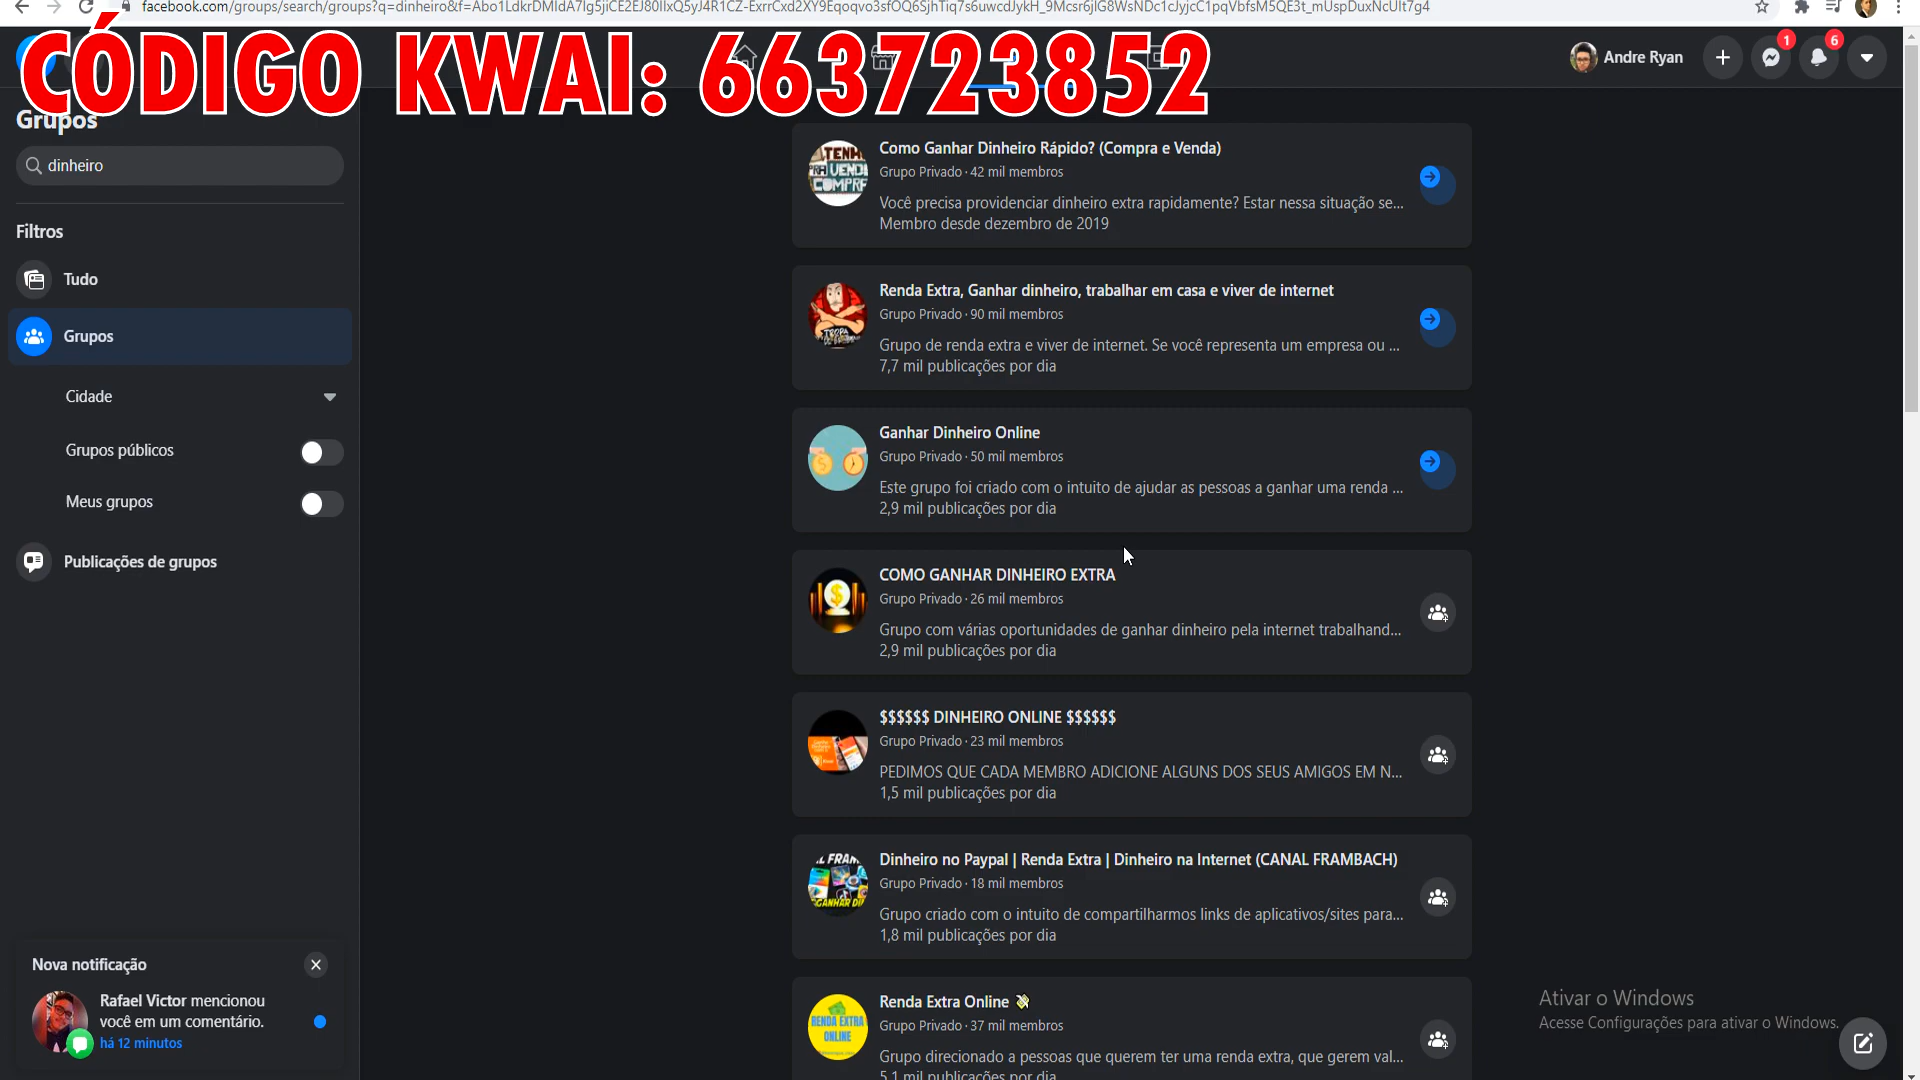 facebook.com/groups/search/groups?q=dinheiro&f=
CÓDIGO KWAI: 663723852
Andre Ryan
1
6
Grupos
dinheiro
Filtros
Tudo
Grupos
Cidade
Grupos públicos
Meus grupos
Publicações de grupos
Como Ganhar Dinheiro Rápido? (Compra e Venda)
Grupo Privado · 42 mil membros
Você precisa providenciar dinheiro extra rapidamente? Estar nessa situação se...
Membro desde dezembro de 2019
Renda Extra, Ganhar dinheiro, trabalhar em casa e viver de internet
Grupo Privado · 90 mil membros
Grupo de renda extra e viver de internet. Se você representa um empresa ou ...
7,7 mil publicações por dia
Ganhar Dinheiro Online
Grupo Privado · 50 mil membros
Este grupo foi criado com o intuito de ajudar as pessoas a ganhar uma renda ...
2,9 mil publicações por dia
COMO GANHAR DINHEIRO EXTRA
Grupo Privado · 26 mil membros
Grupo com várias oportunidades de ganhar dinheiro pela internet trabalhand...
2,9 mil publicações por dia
$$$$$$ DINHEIRO ONLINE $$$$$$
Grupo Privado · 23 mil membros
PEDIMOS QUE CADA MEMBRO ADICIONE ALGUNS DOS SEUS AMIGOS EM N...
1,5 mil publicações por dia
Dinheiro no Paypal | Renda Extra | Dinheiro na Internet (CANAL FRAMBACH)
Grupo Privado · 18 mil membros
Grupo criado com o intuito de compartilharmos links de aplicativos/sites para...
1,8 mil publicações por dia
RENDA EXTRA
ONLINE
Renda Extra Online 💸
Grupo Privado · 37 mil membros
Grupo direcionado a pessoas que querem ter uma renda extra, que gerem val...
5,1 mil publicações por dia
Nova notificação
Rafael Victor mencionou
você em um comentário.
há 12 minutos
Ativar o Windows
Acesse Configurações para ativar o Windows.